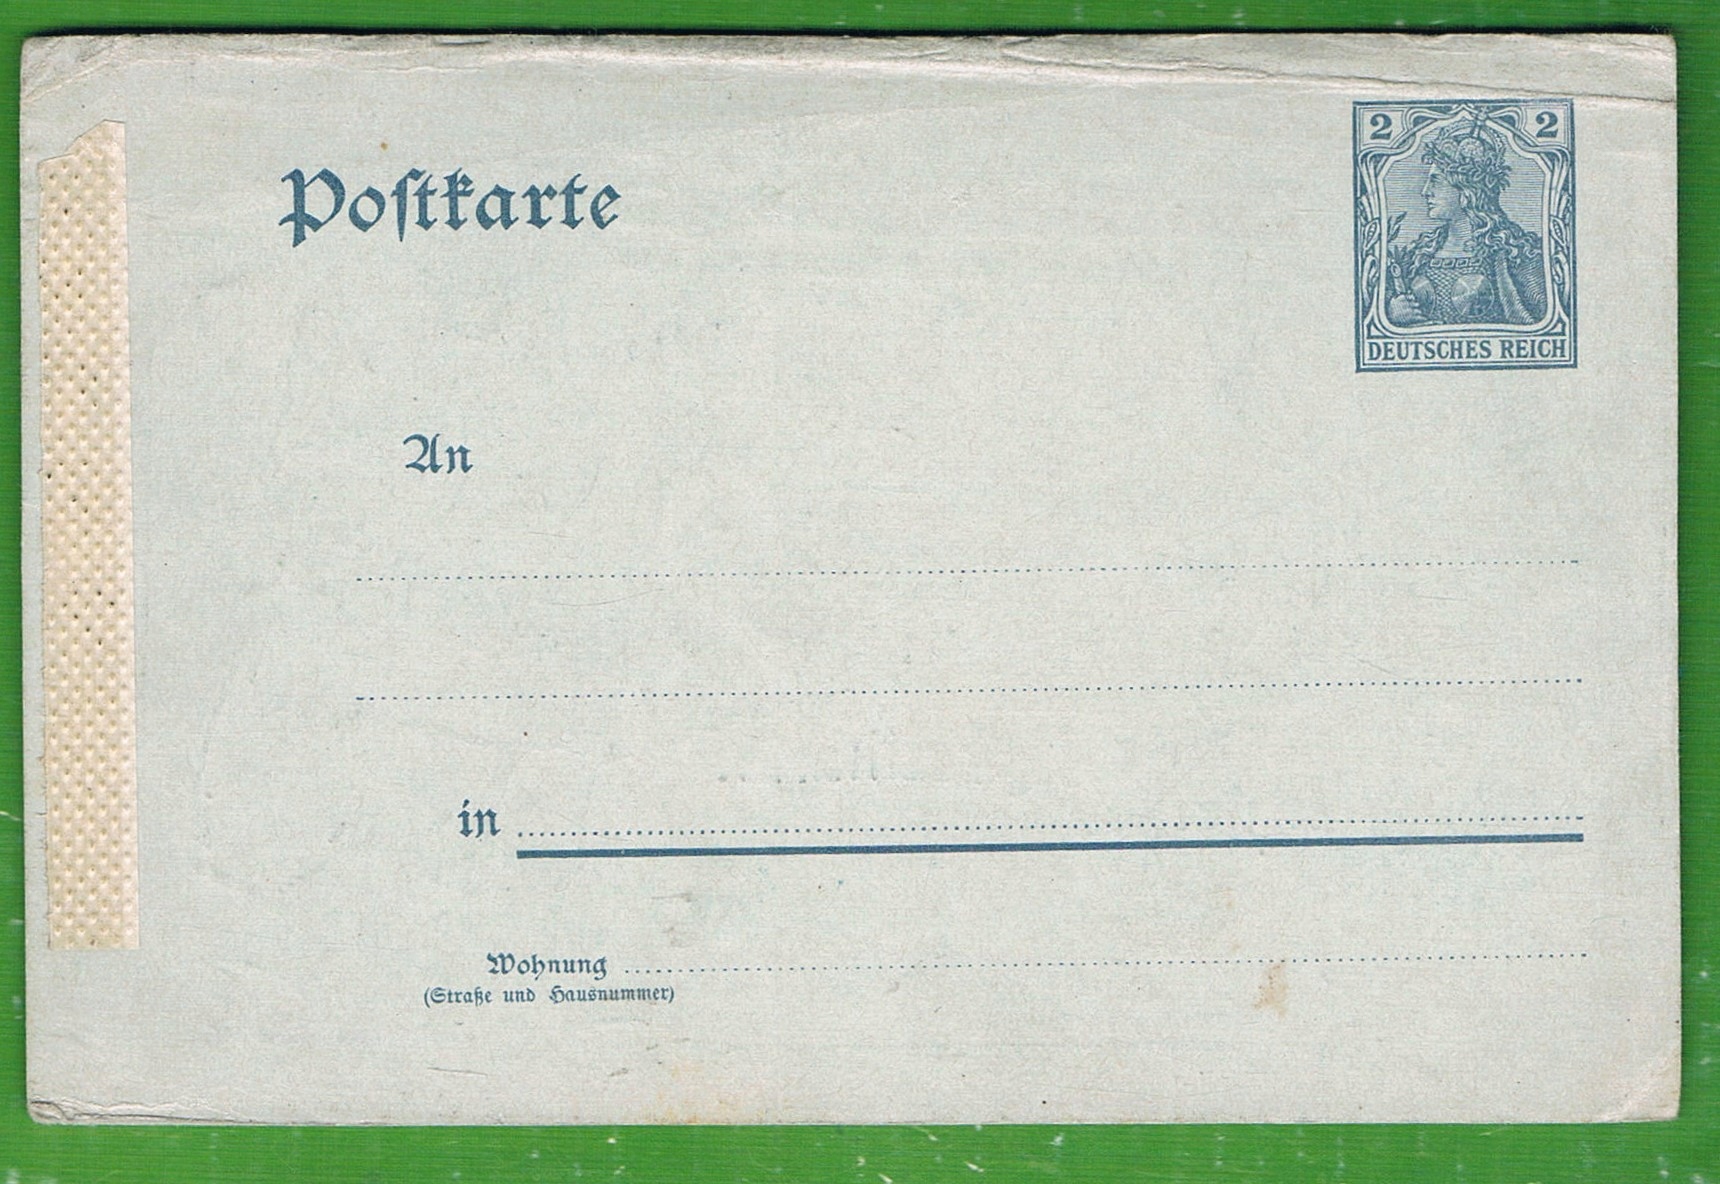 2 2
Postkarte
DEUTSCHES REICH
An
in
Wohnung
(Straße und Hausnummer)